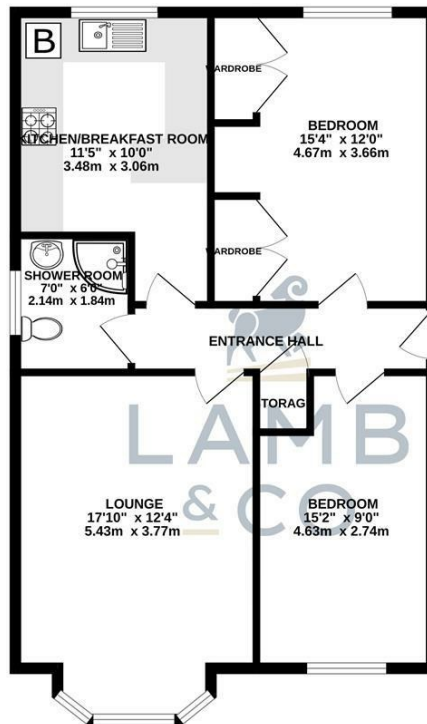 B
WARDROBE
KITCHEN/BREAKFAST ROOM
11'5" x 10'0"
3.48m x 3.06m
BEDROOM
15'4" x 12'0"
4.67m x 3.66m
WARDROBE
SHOWER ROOM
7'0" x 6'0"
2.14m x 1.84m
ENTRANCE HALL
TORAG
LAMB
& CO
LOUNGE
17'10" x 12'4"
5.43m x 3.77m
BEDROOM
15'2" x 9'0"
4.63m x 2.74m